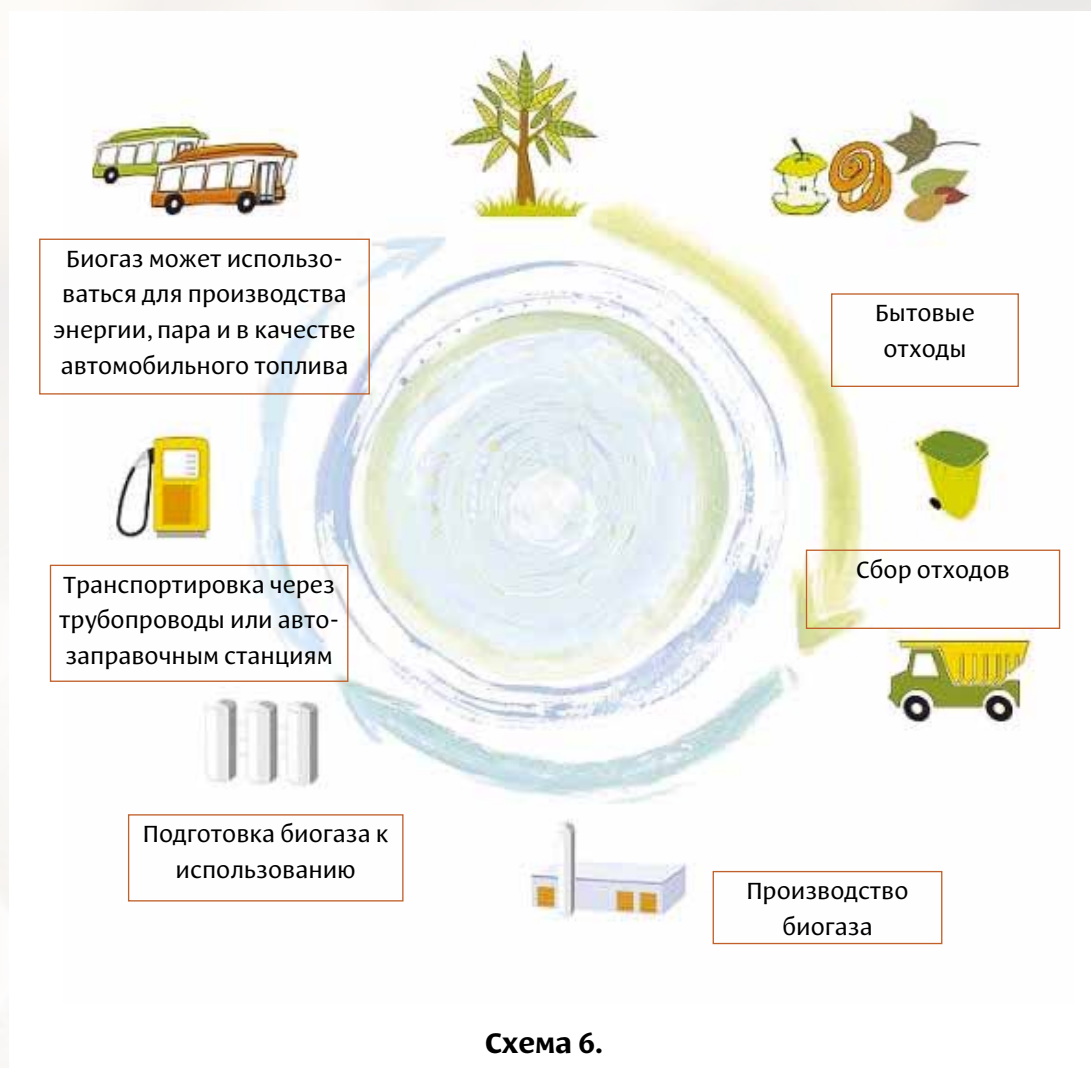 Биогаз может использо-
ваться для производства
энергии, пара и в качестве
автомобильного топлива
Бытовые
отходы
Транспортировка через
трубопроводы или авто-
заправочным станциям
Сбор отходов
Подготовка биогаза к
использованию
Производство
биогаза
Схема 6.